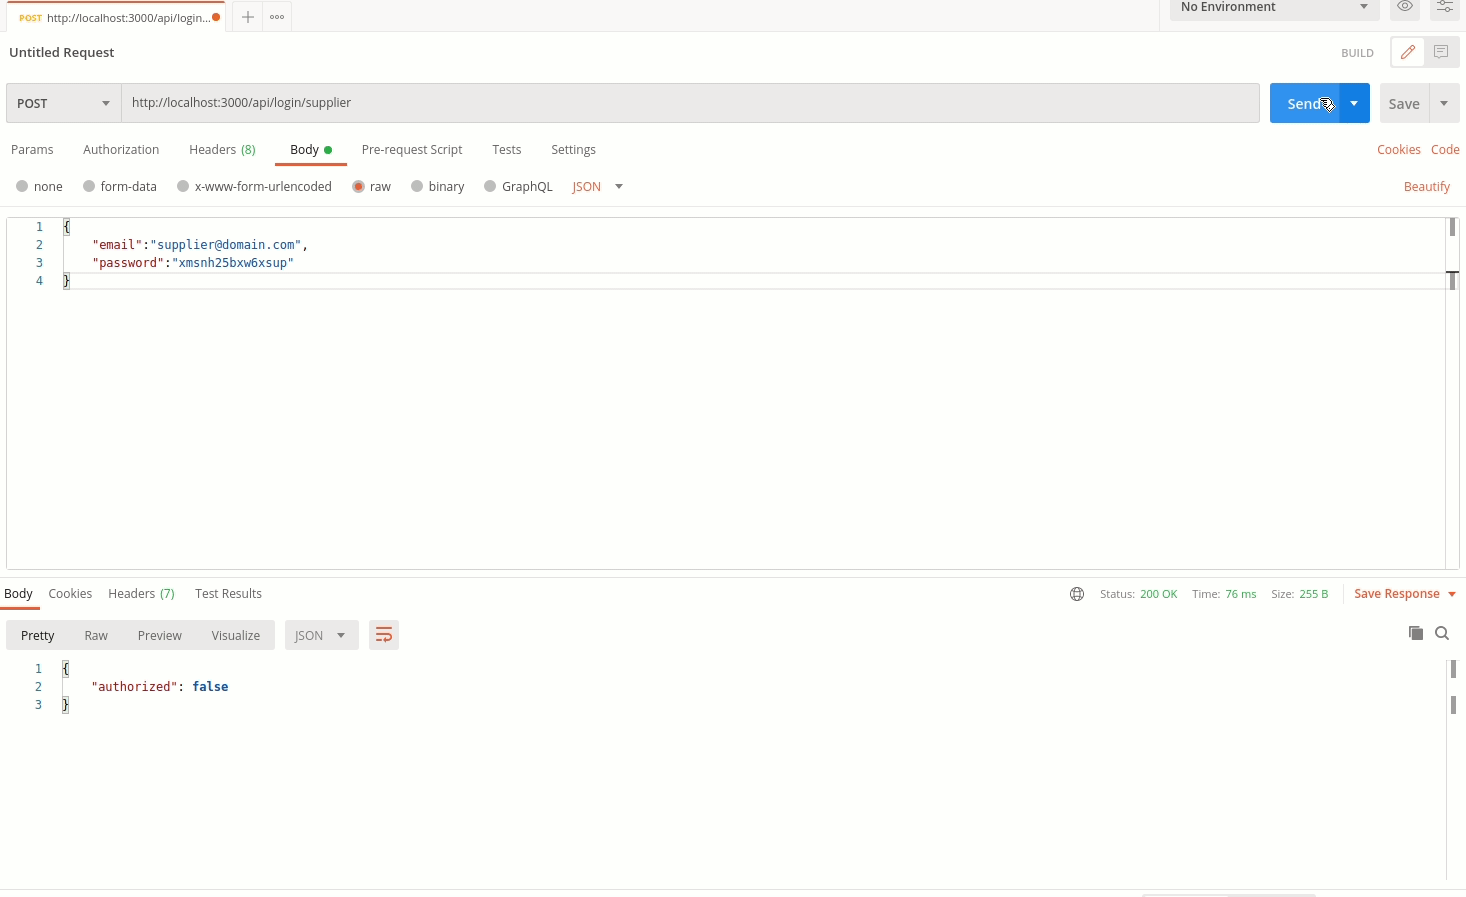 POST http://localhost:3000/api/login...
No Environment
Untitled Request
BUILD
POST http://localhost:3000/api/login/supplier Send Save
Params Authorization Headers (8) Body Pre-request Script Tests Settings Cookies Code
none form-data x-www-form-urlencoded raw binary GraphQL JSON Beautify
1 {
2 "email":"supplier@domain.com",
3 "password":"xmsnh25bxw6xsup"
4 }
Body Cookies Headers (7) Test Results Status: 200 OK Time: 76 ms Size: 255 B Save Response
Pretty Raw Preview Visualize JSON
1 {
2 "authorized": false
3 }